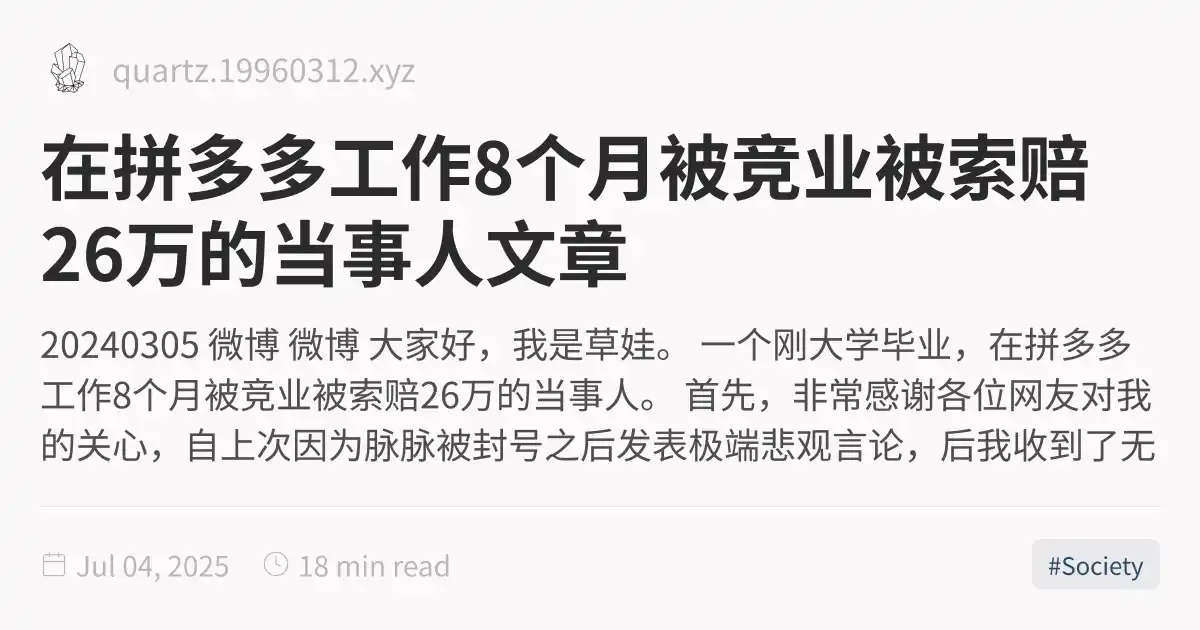 quartz.19960312.xyz
在拼多多工作8个月被竞业被索赔
26万的当事人文章
20240305 微博 微博 大家好，我是草娃。 一个刚大学毕业，在拼多多
工作8个月被竞业被索赔26万的当事人。 首先，非常感谢各位网友对我
的关心，自上次因为脉脉被封号之后发表极端悲观言论，后我收到了无
Jul 04, 2025 18 min read
#Society